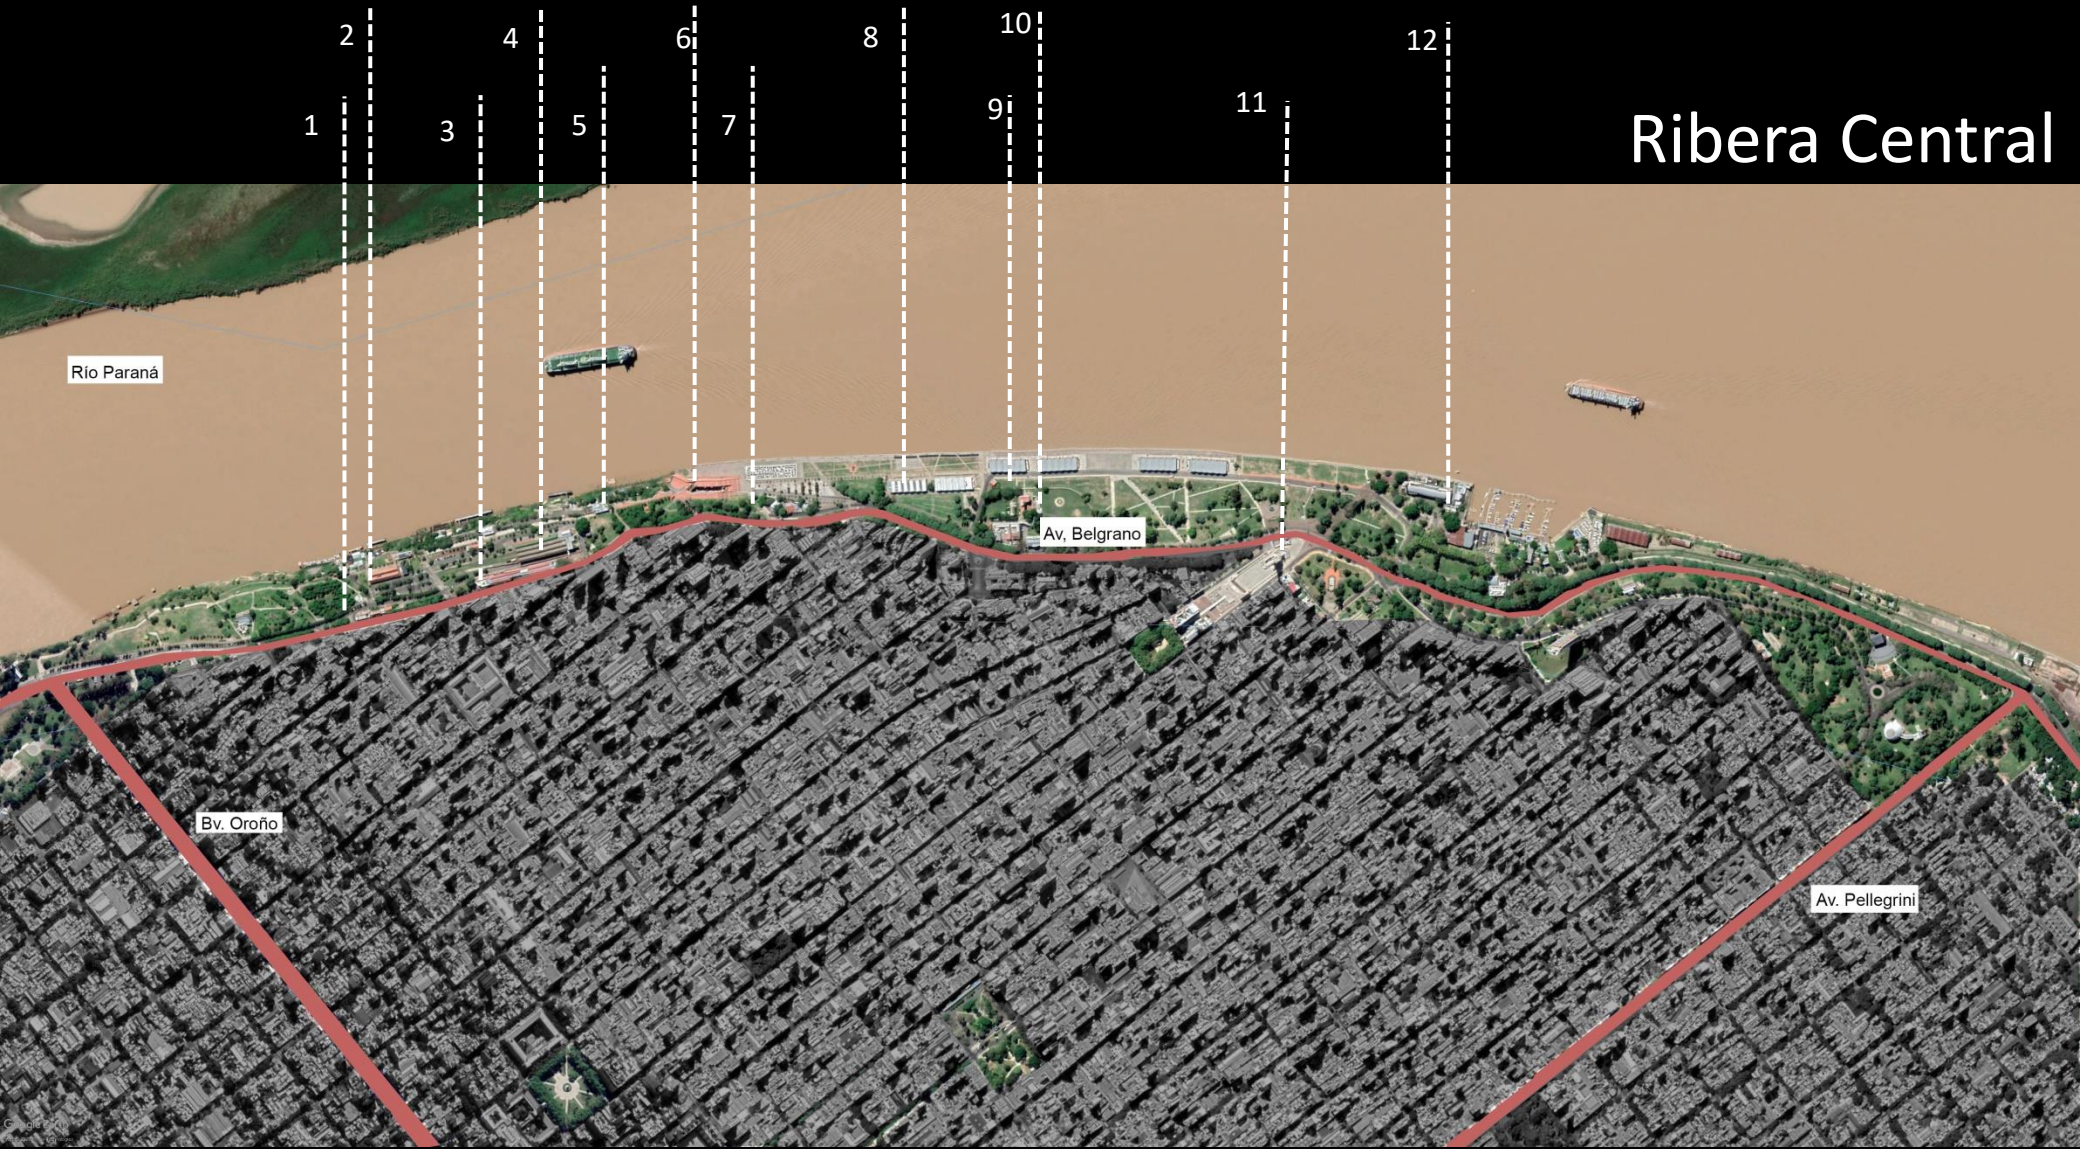 2
4
6
8
10
12
1
3
5
7
9
11
Ribera Central
Río Paraná
Av, Belgrano
Bv. Oroño
Av. Pellegrini